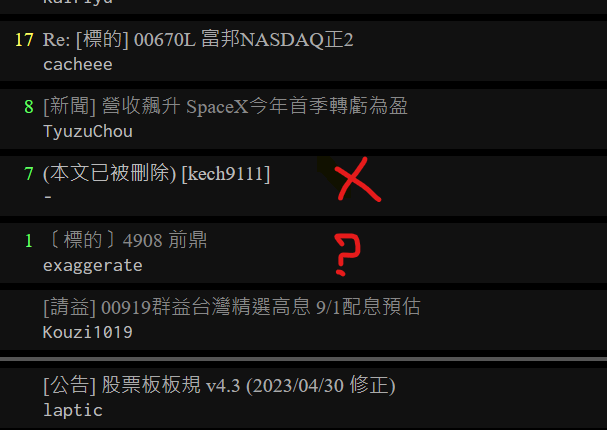 17 Re: [標的] 00670L 富邦NASDAQ正2
cacheee
8 [新聞] 營收飆升 SpaceX今年首季轉虧為盈
TyuzuChou
7 (本文已被刪除) [kech9111]
-
1 〔標的〕4908 前鼎
?
exaggerate
[請益] 00919群益台灣精選高息 9/1配息預估
Kouzi1019
[公告] 股票板板規 v4.3 (2023/04/30 修正)
laptic